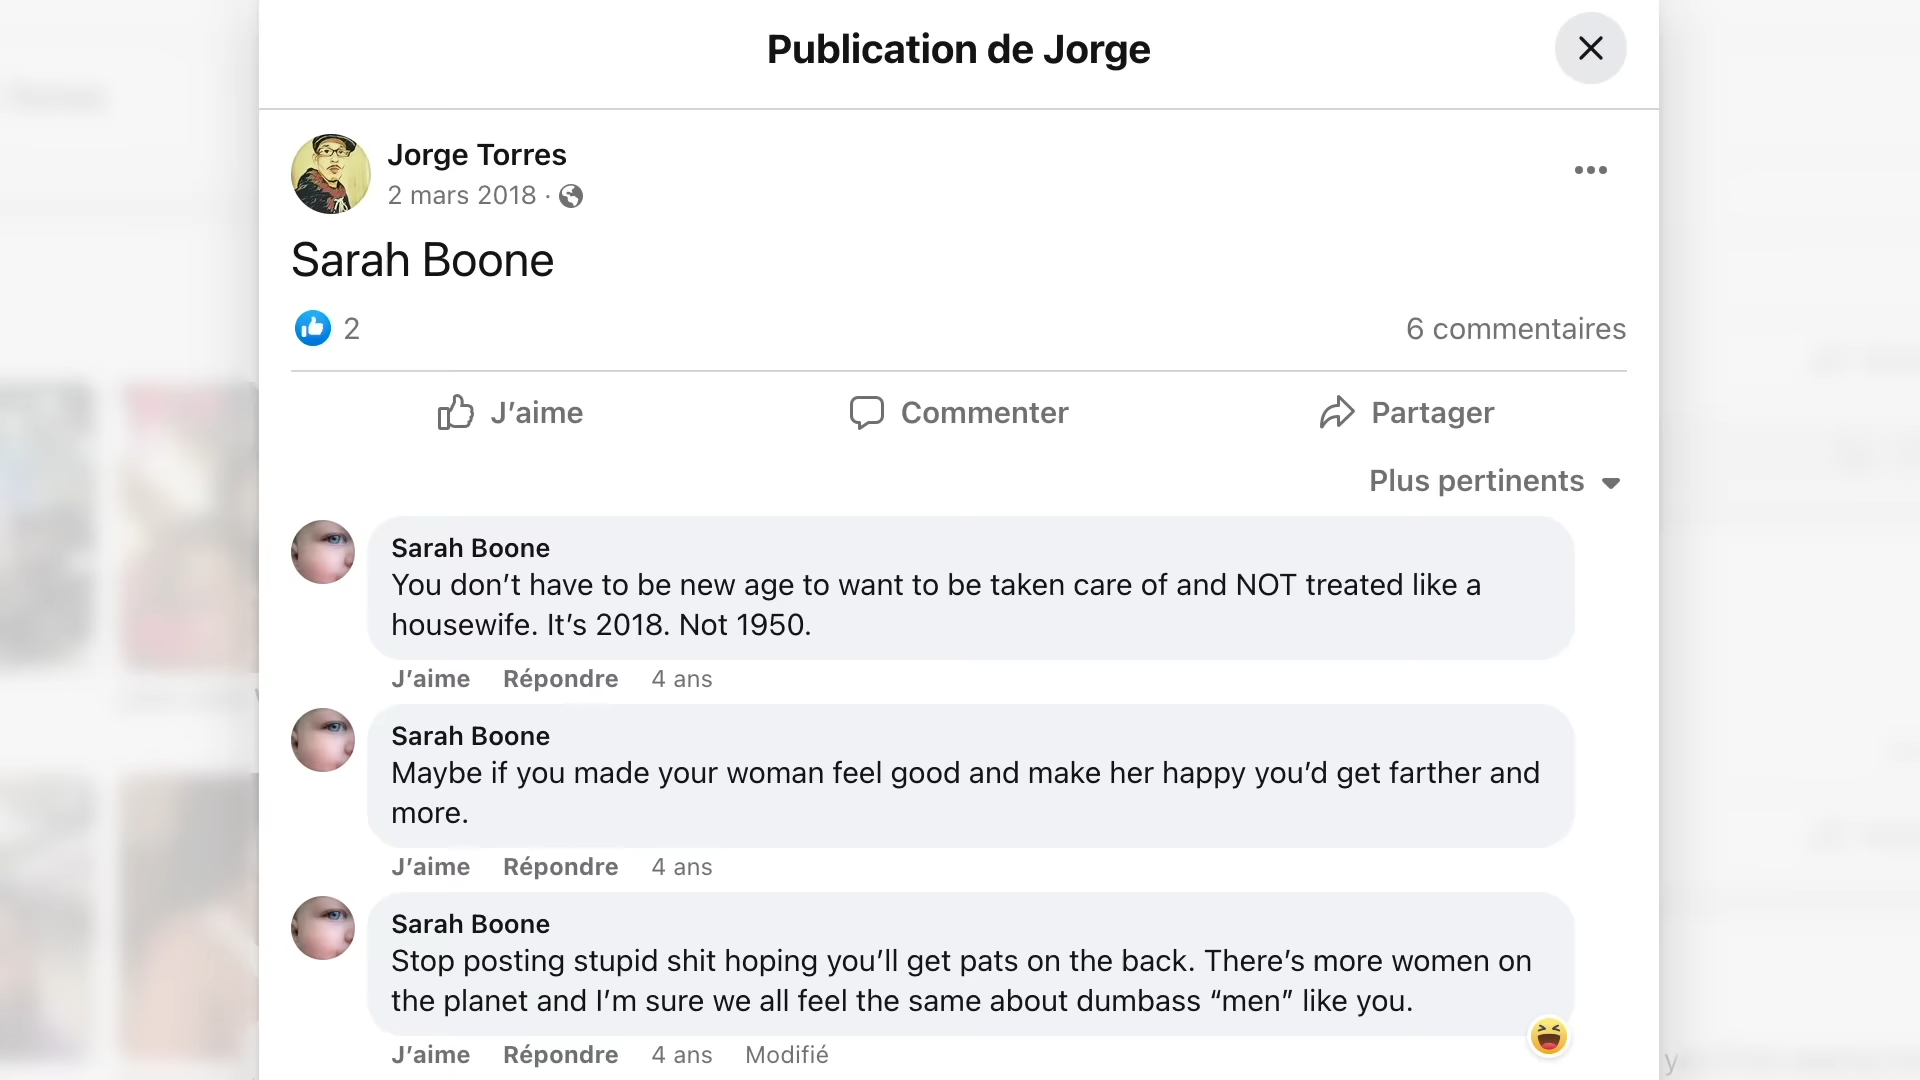 Publication de Jorge
Jorge Torres
2 mars 2018 ·
Sarah Boone
2
6 commentaires
J’aime
Commenter
Partager
Plus pertinents
Sarah Boone
You don’t have to be new age to want to be taken care of and NOT treated like a
housewife. It’s 2018. Not 1950.
J’aime Répondre 4 ans
Sarah Boone
Maybe if you made your woman feel good and make her happy you’d get farther and
more.
J’aime Répondre 4 ans
Sarah Boone
Stop posting stupid shit hoping you’ll get pats on the back. There’s more women on
the planet and I’m sure we all feel the same about dumbass “men” like you.
J’aime Répondre 4 ans Modifié